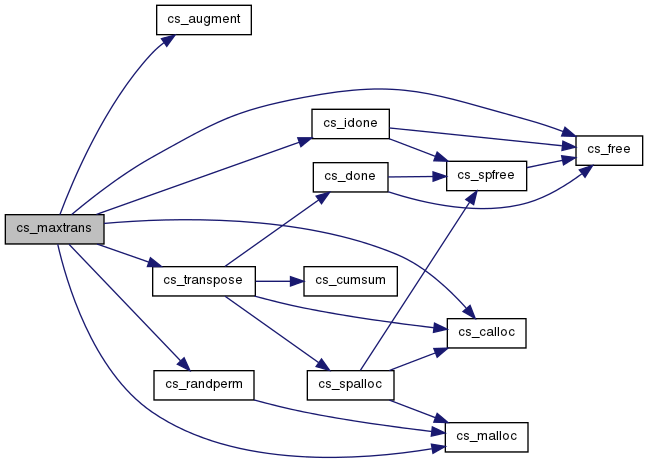 cs_augment
cs_idone
cs_free
cs_done
cs_spfree
cs_maxtrans
cs_transpose
cs_cumsum
cs_calloc
cs_randperm
cs_spalloc
cs_malloc